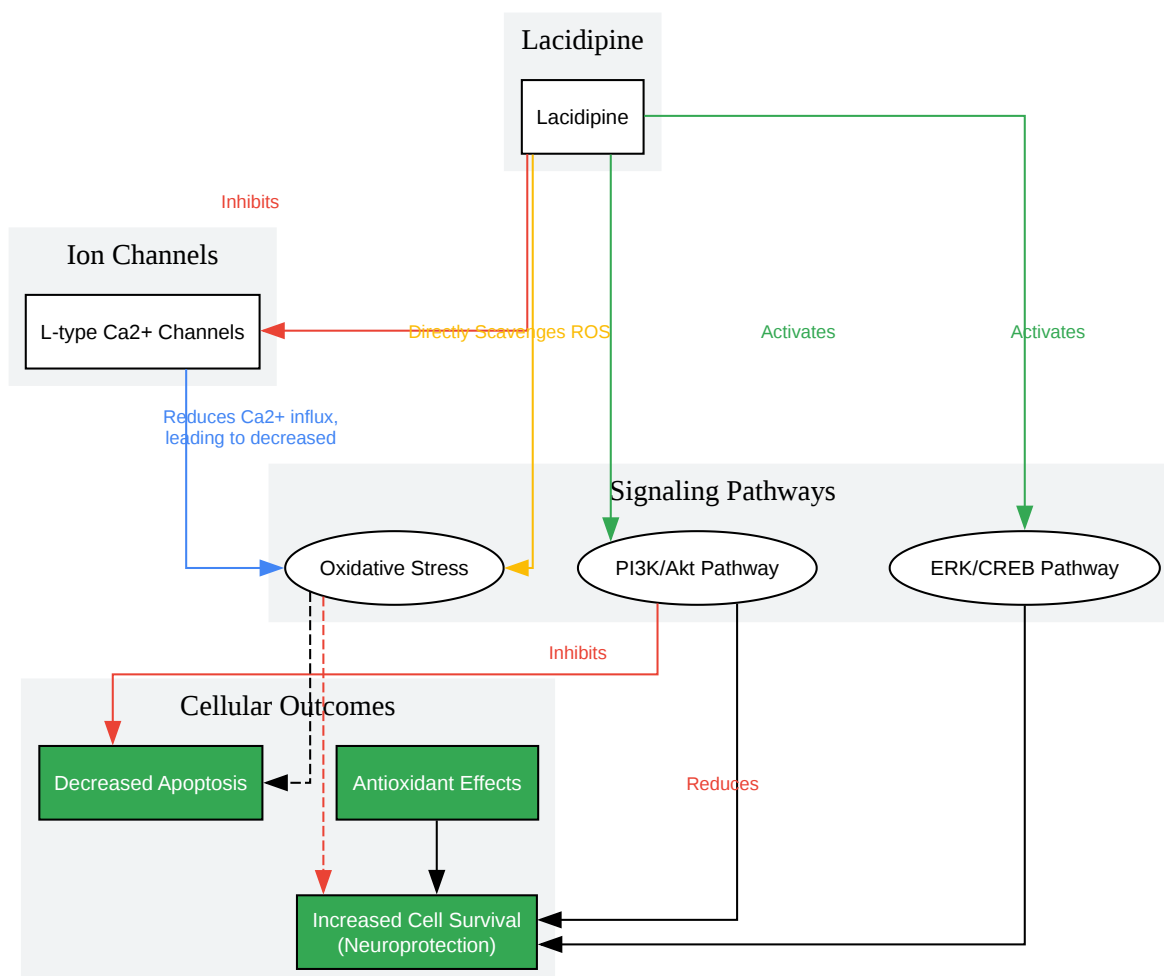 Lacidipine
Lacidipine
Inhibits
Ion Channels
L-type Ca2+ Channels
Directly Scavenges ROS
Activates
Activates
Reduces Ca2+ influx,
leading to decreased
Signaling Pathways
Oxidative Stress
PI3K/Akt Pathway
ERK/CREB Pathway
Inhibits
Cellular Outcomes
Decreased Apoptosis
Antioxidant Effects
Reduces
Increased Cell Survival
(Neuroprotection)